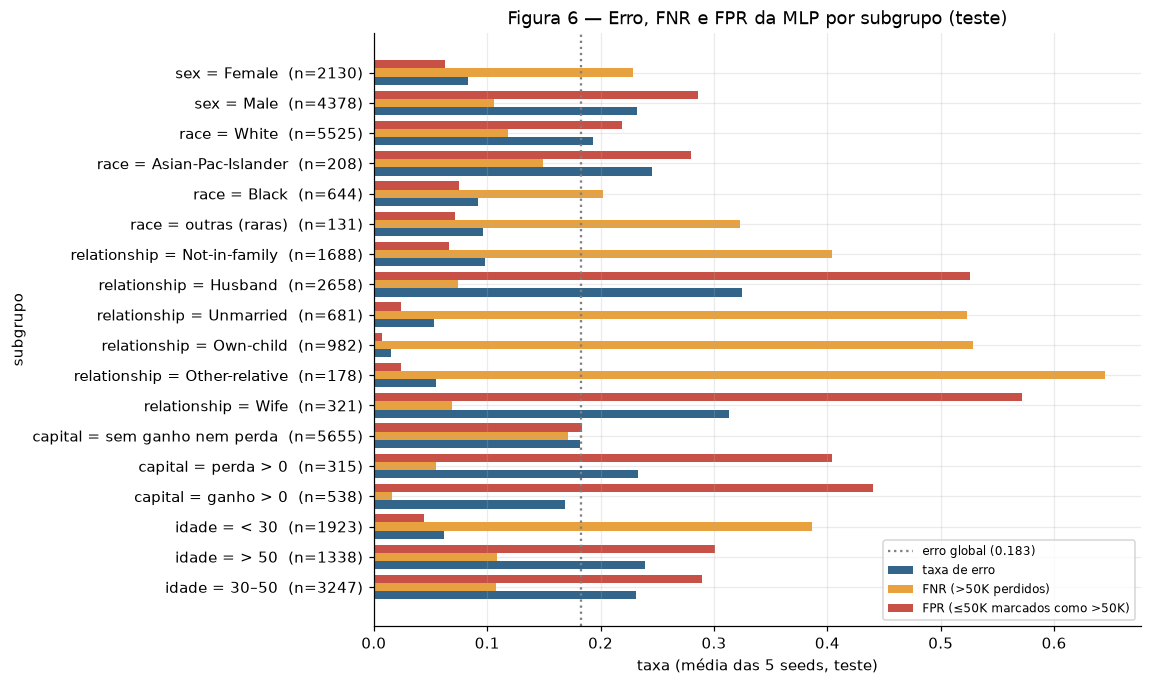 Figura 6 — Erro, FNR e FPR da MLP por subgrupo (teste)
subgrupo
sex = Female (n=2130)
sex = Male (n=4378)
race = White (n=5525)
race = Asian-Pac-Islander (n=208)
race = Black (n=644)
race = outras (raras) (n=131)
relationship = Not-in-family (n=1688)
relationship = Husband (n=2658)
relationship = Unmarried (n=681)
relationship = Own-child (n=982)
relationship = Other-relative (n=178)
relationship = Wife (n=321)
capital = sem ganho nem perda (n=5655)
capital = perda > 0 (n=315)
capital = ganho > 0 (n=538)
idade = < 30 (n=1923)
idade = > 50 (n=1338)
idade = 30–50 (n=3247)
erro global (0.183)
taxa de erro
FNR (>50K perdidos)
FPR (≤50K marcados como >50K)
0.0 0.1 0.2 0.3 0.4 0.5 0.6
taxa (média das 5 seeds, teste)